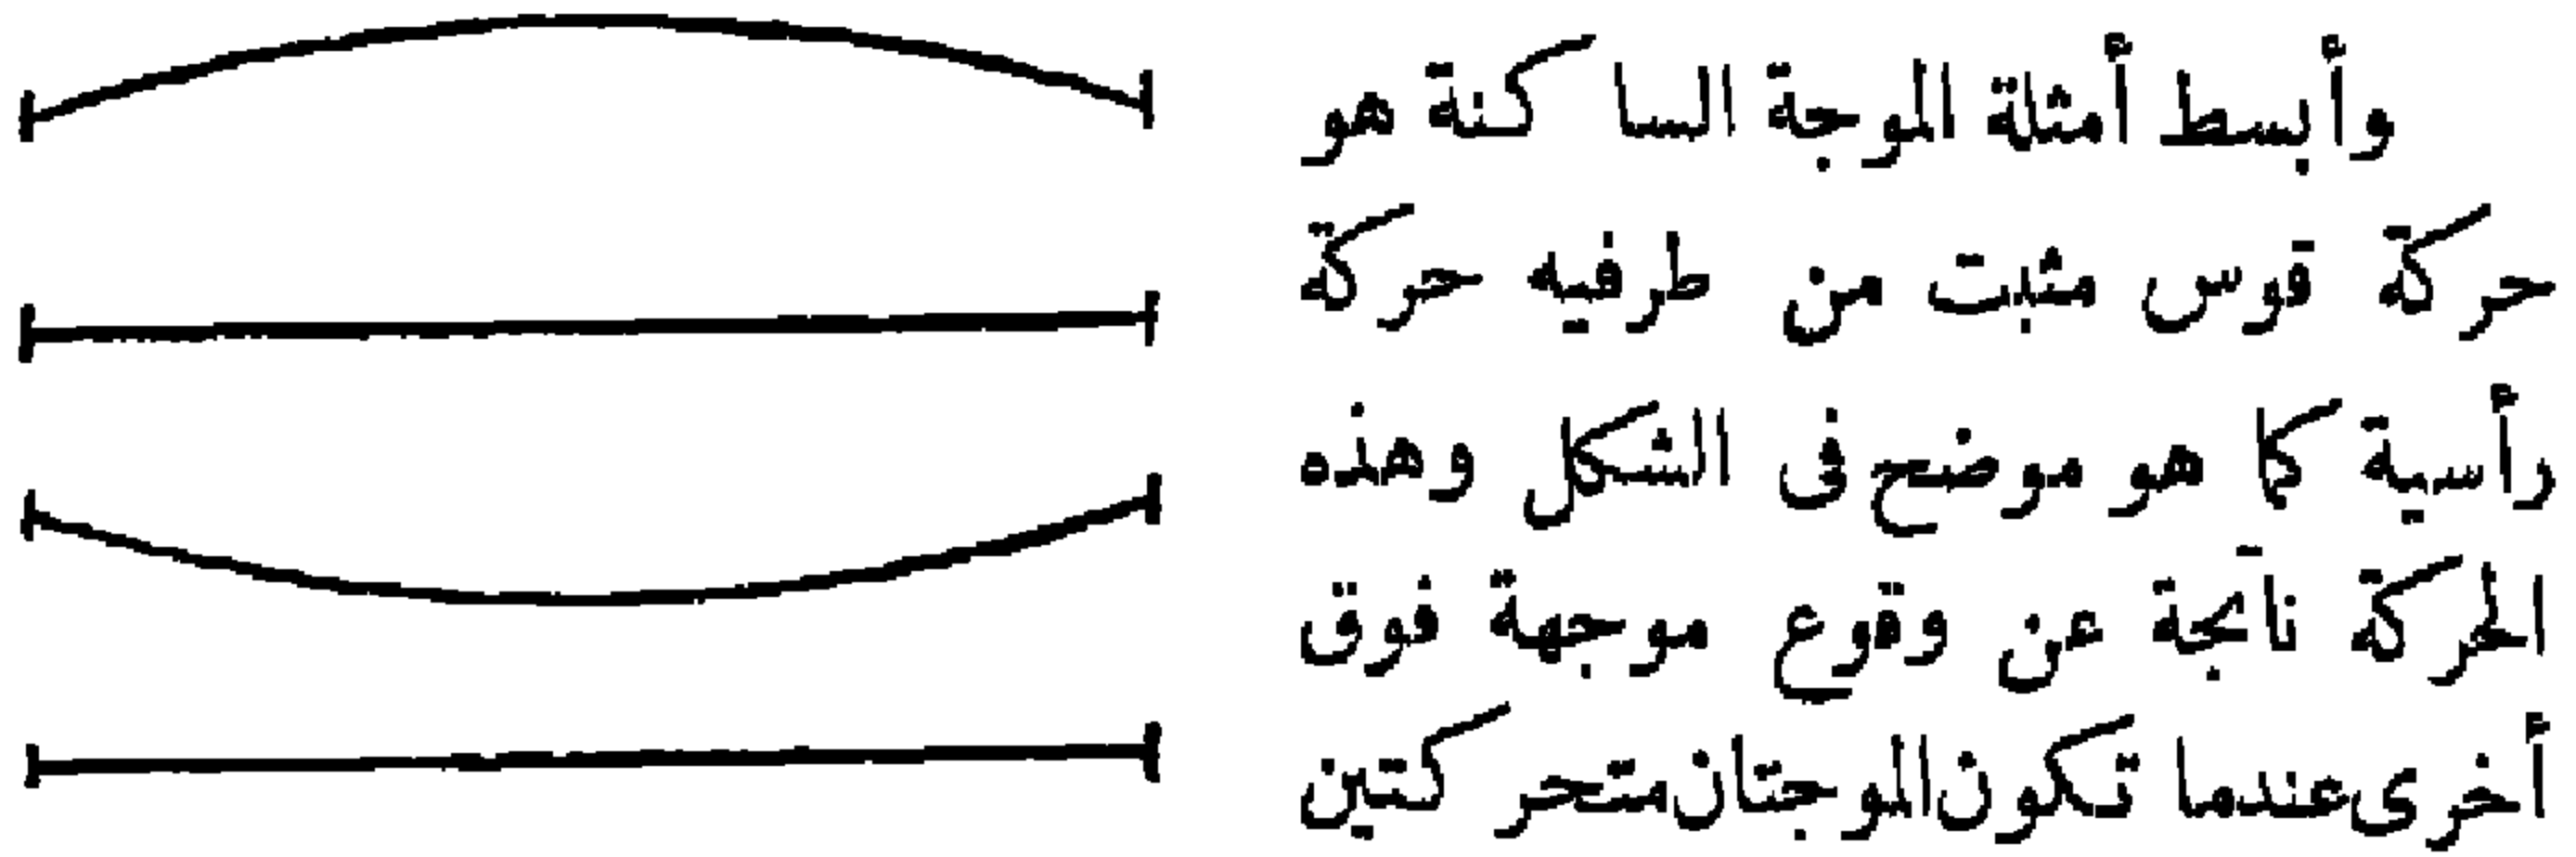 وأبسط أمثلة الموجة الساكنة هو
حركة قوس مثبت من طرفيه حركة
رأسية كما هو موضح فى الشكل وهذه
الحركة ناتجة عن وقوع موجهة فوق
أخرى عندما تكون الموجتان متحركتين